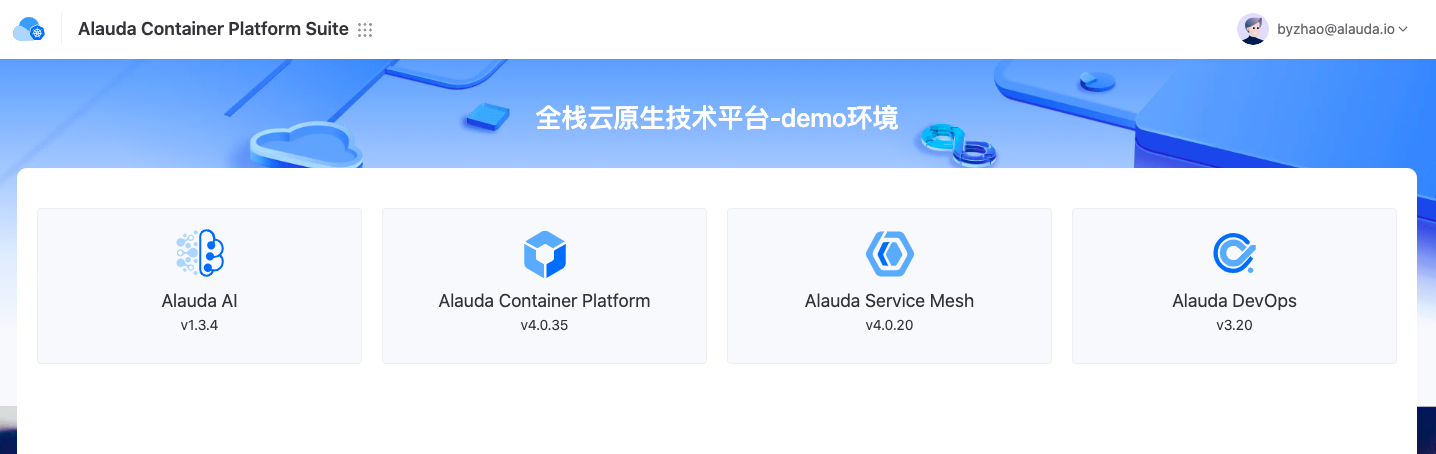 Alauda Container Platform Suite
byzhao@alauda.io
全栈云原生技术平台-demo环境
Alauda AI
v1.3.4
Alauda Container Platform
v4.0.35
Alauda Service Mesh
v4.0.20
Alauda DevOps
v3.20